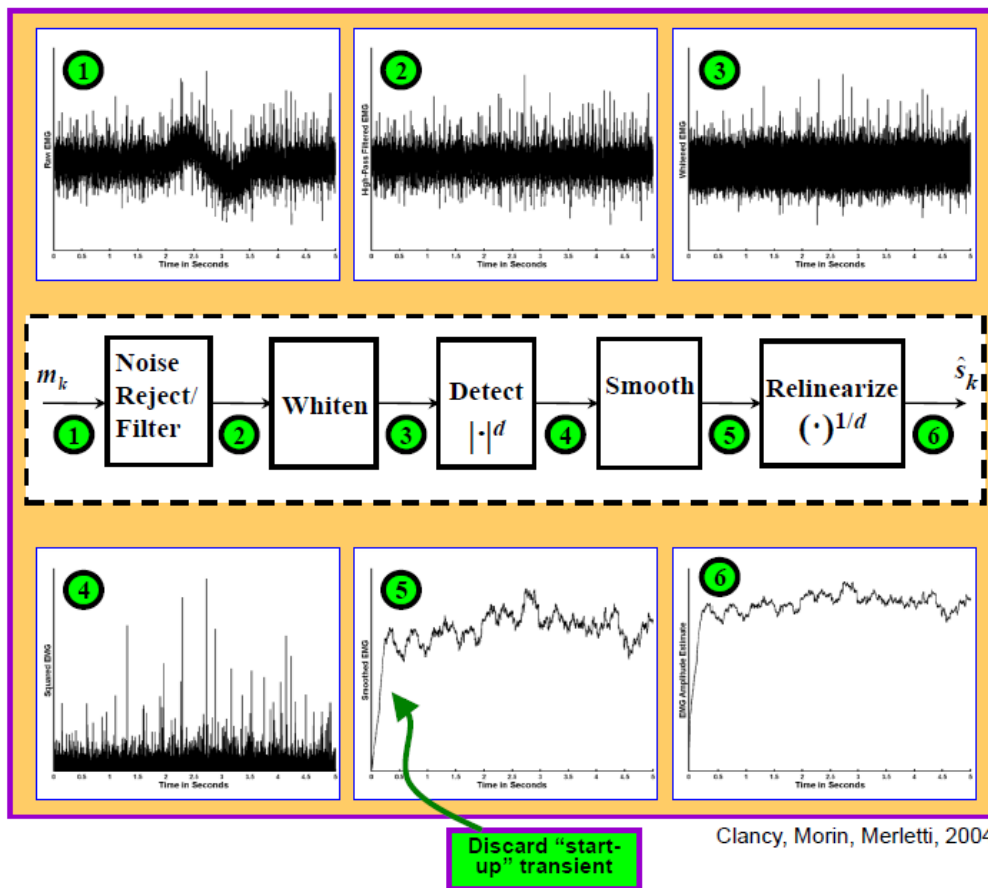 1
Raw EMG
0 0.5 1 1.5 2 2.5 3 3.5 4 4.5 5
Time in Seconds
2
High-Pass Filtered EMG
0 0.5 1 1.5 2 2.5 3 3.5 4 4.5 5
Time in Seconds
3
Whitened EMG
0 0.5 1 1.5 2 2.5 3 3.5 4 4.5 5
Time in Seconds
m_k
1
Noise
Reject/
Filter
2
Whiten
3
Detect
|·|^d
4
Smooth
5
Relinearize
(·)^{1/d}
6
ŝ_k
4
Squared EMG
0 0.5 1 1.5 2 2.5 3 3.5 4 4.5 5
Time in Seconds
5
Smoothed EMG
0 0.5 1 1.5 2 2.5 3 3.5 4 4.5 5
Time in Seconds
6
EMG Amplitude Estimate
0 0.5 1 1.5 2 2.5 3 3.5 4 4.5 5
Time in Seconds
Discard “start-
up” transient
Clancy, Morin, Merletti, 2004